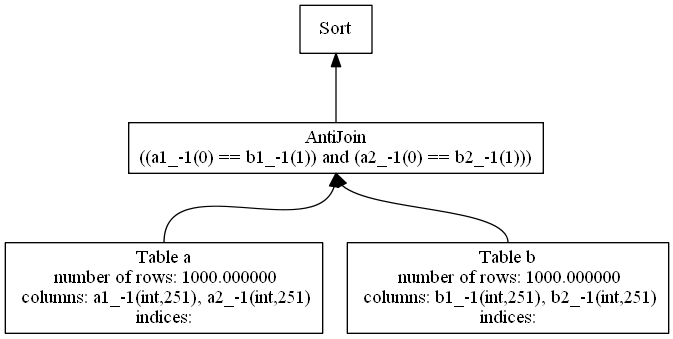 Sort
AntiJoin
((a1_-1(0) == b1_-1(1)) and (a2_-1(0) == b2_-1(1)))
Table a
number of rows: 1000.000000
columns: a1_-1(int,251), a2_-1(int,251)
indices:
Table b
number of rows: 1000.000000
columns: b1_-1(int,251), b2_-1(int,251)
indices: